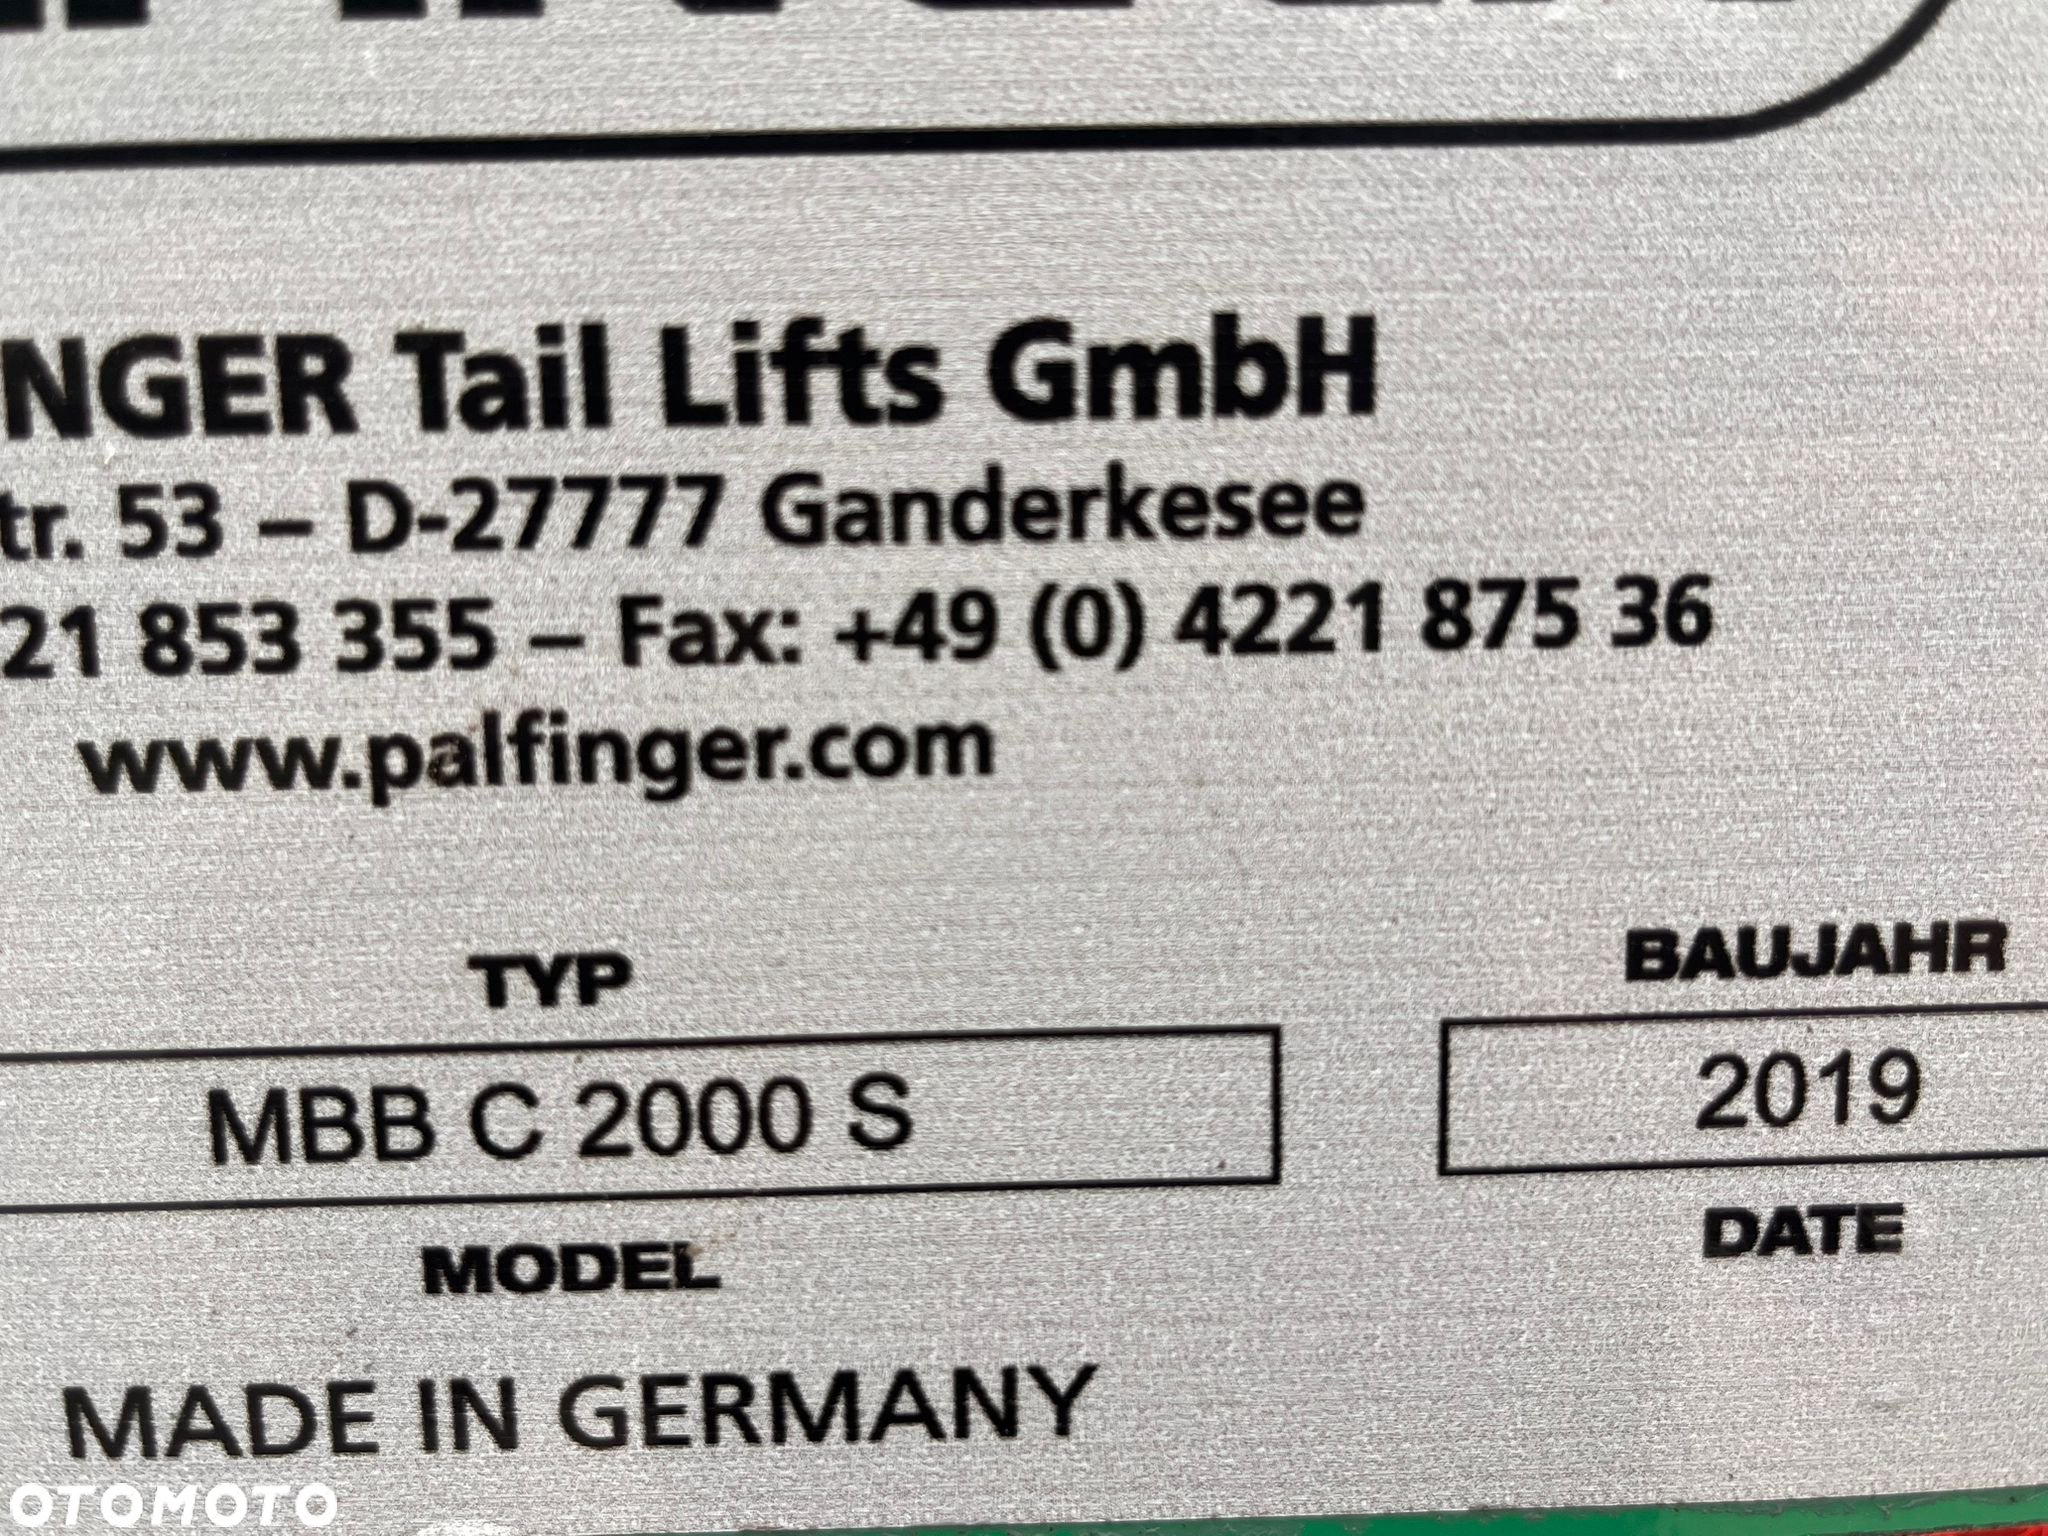 NGER Tail Lifts GmbH
tr. 53 – D-27777 Ganderkesee
21 853 355 – Fax: +49 (0) 4221 875 36
www.palfinger.com
TYP
BAUJAHR
MBB C 2000 S
2019
MODEL
DATE
MADE IN GERMANY
OTOMOTO